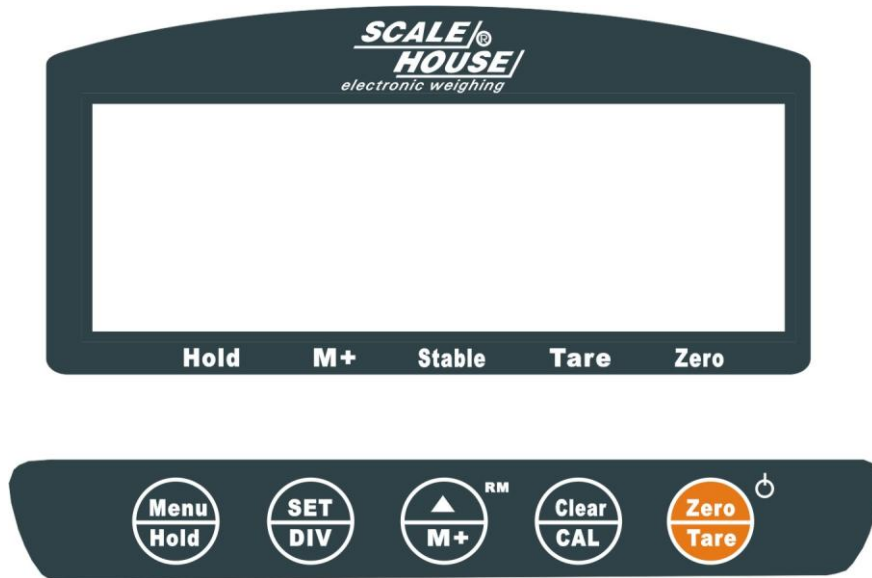 SCALE®
HOUSE
electronic weighing
Hold M+ Stable Tare Zero
Menu SET ▲ RM Clear Zero
Hold DIV M+ CAL Tare